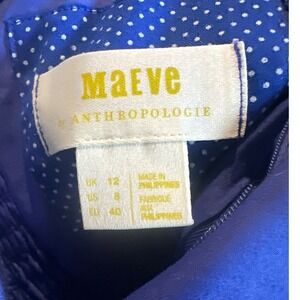 MaEVe
BY ANTHROPOLOGIE
UK 12
US 8
EU 40
MADE IN
PHILIPPINES
FABRIQUÉ
AUX
PHILIPPINES